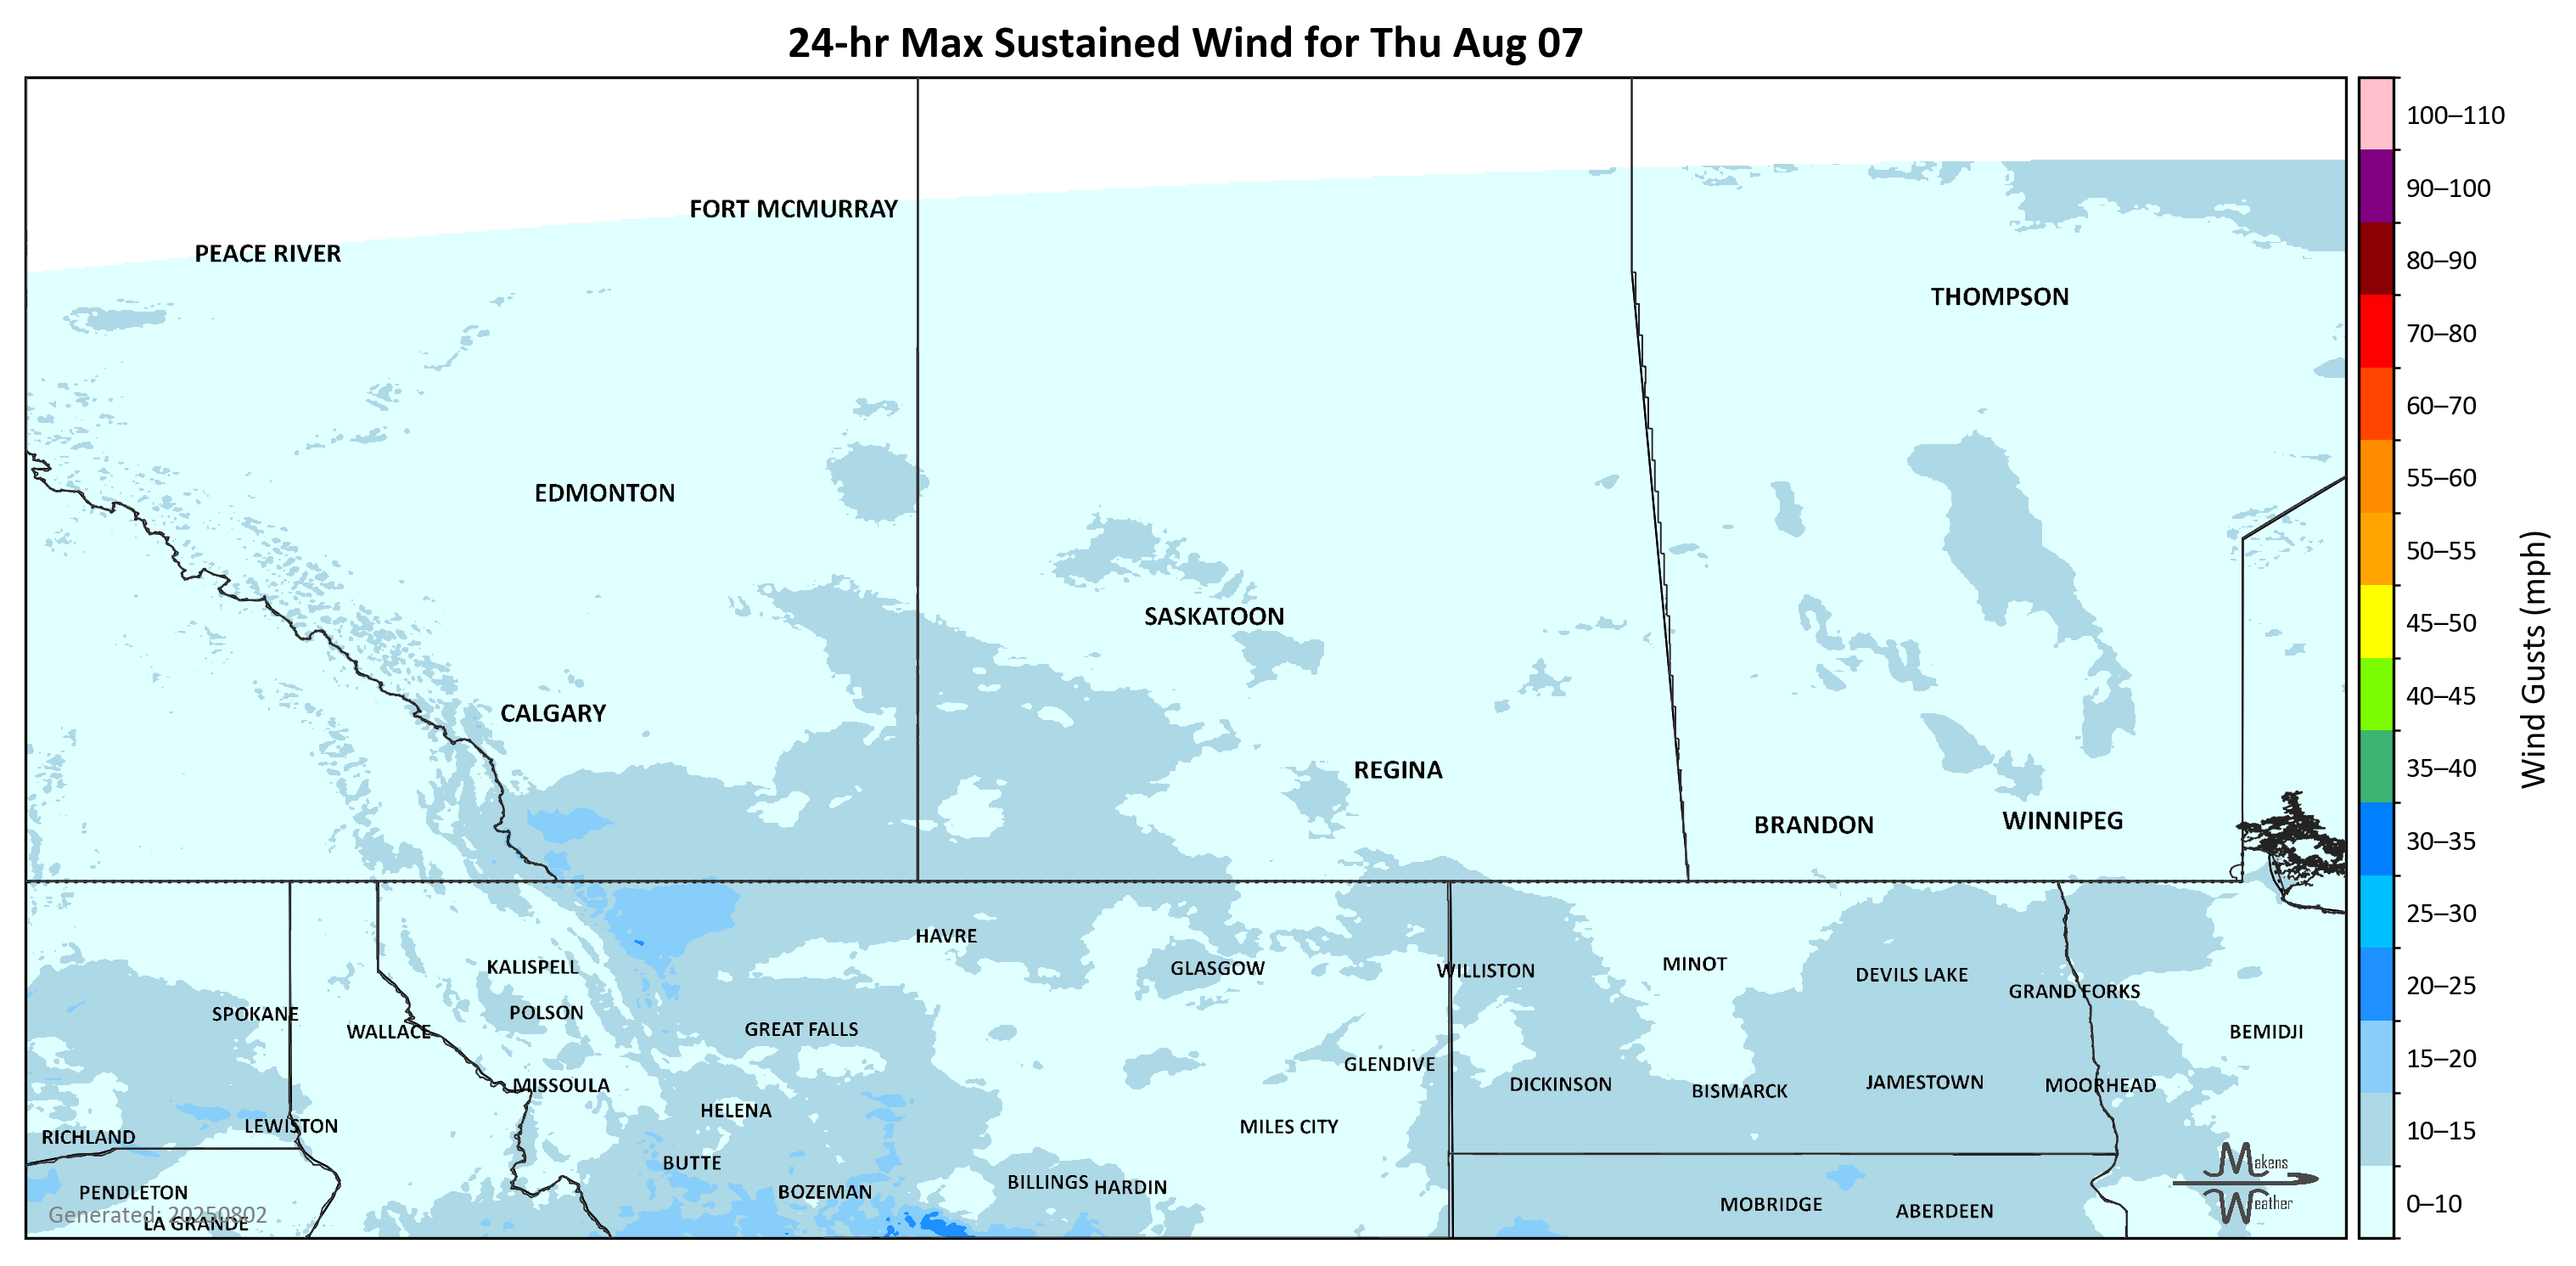 24-hr Max Sustained Wind for Thu Aug 07
100–110
90–100
FORT MCMURRAY
PEACE RIVER
80–90
THOMPSON
70–80
60–70
55–60
EDMONTON
50–55
SASKATOON
45–50
40–45
CALGARY
Wind Gusts (mph)
REGINA
35–40
BRANDON
WINNIPEG
30–35
25–30
HAVRE
KALISPELL
GLASGOW
WILLISTON
MINOT
DEVILS LAKE
20–25
GRAND FORKS
SPOKANE
POLSON
WALLACE
GREAT FALLS
BEMIDJI
15–20
GLENDIVE
MISSOULA
DICKINSON
BISMARCK
JAMESTOWN
MOORHEAD
HELENA
LEWISTON
MILES CITY
RICHLAND
10–15
BUTTE
Makens
Weather
PENDLETON
BOZEMAN
BILLINGS
HARDIN
MOBRIDGE
ABERDEEN
0–10
Generated: 20250802
LA GRANDE